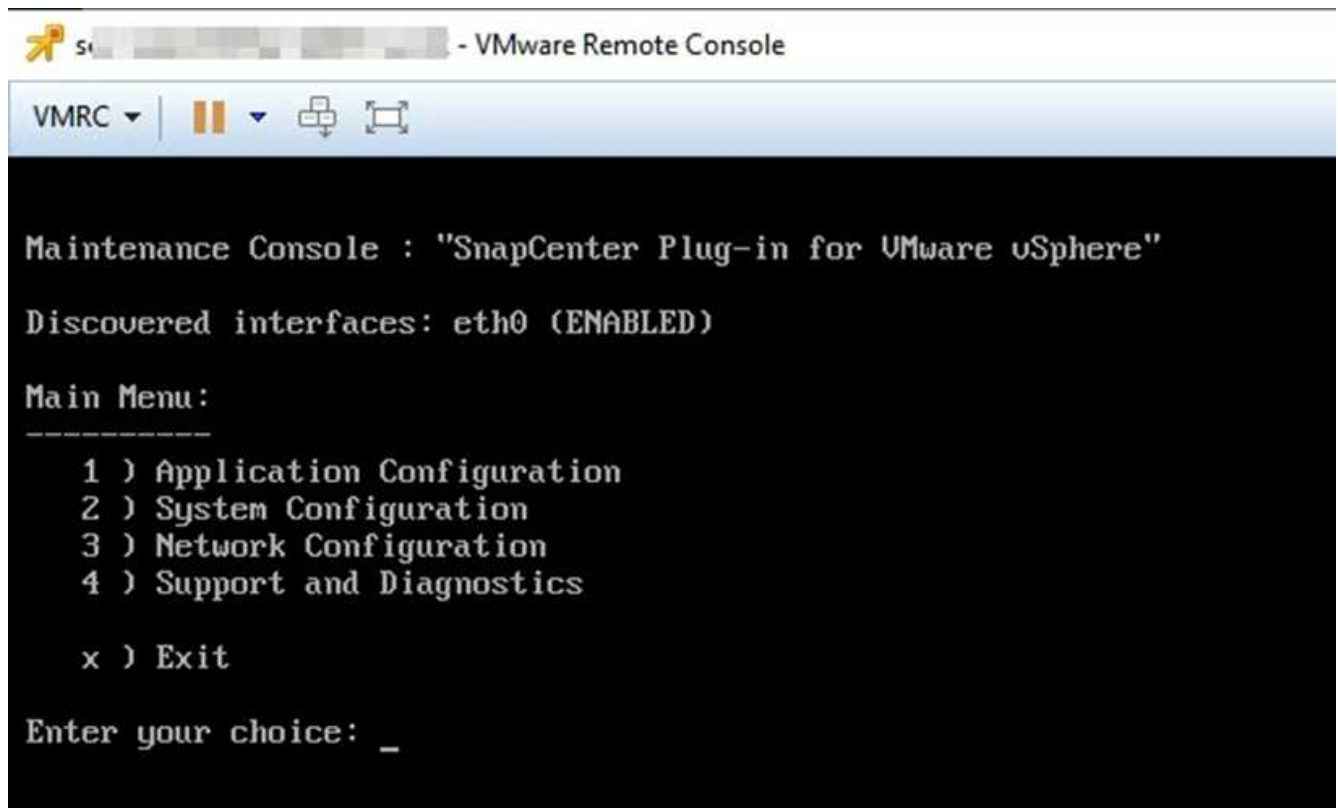 - VMware Remote Console
VMRC
Maintenance Console : "SnapCenter Plug-in for VMware vSphere"
Discovered interfaces: eth0 (ENABLED)
Main Menu:
----------
1 ) Application Configuration
2 ) System Configuration
3 ) Network Configuration
4 ) Support and Diagnostics
x ) Exit
Enter your choice: _